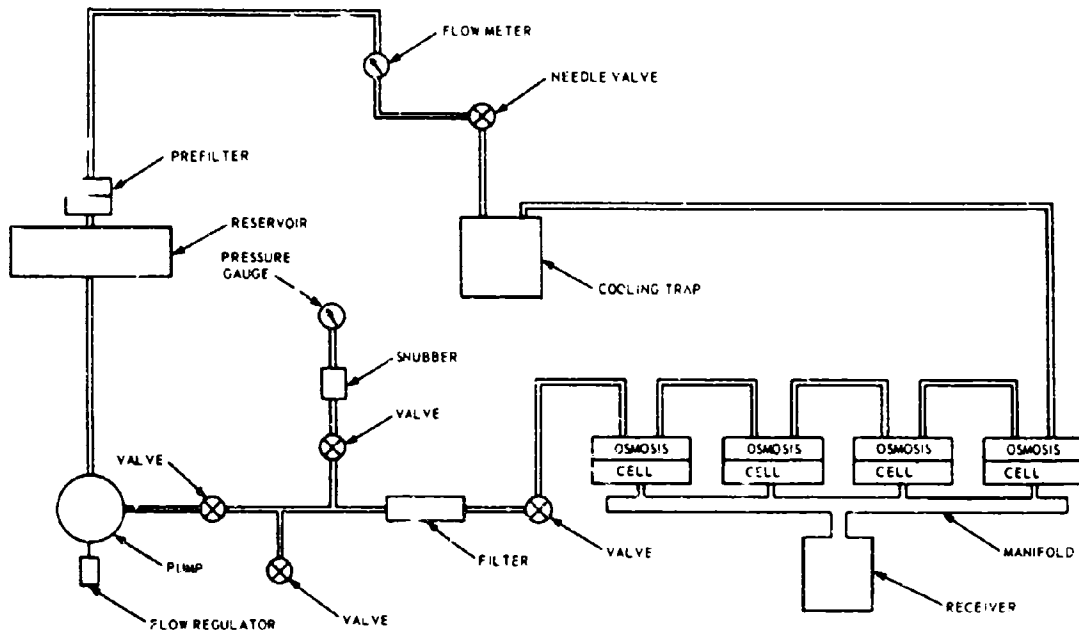 FLOW METER
NEEDLE VALVE
PREFILTER
RESERVOIR
PRESSURE
GAUGE
COOLING TRAP
SNUBBER
VALVE
VALVE
OSMOSIS
CELL
OSMOSIS
CELL
OSMOSIS
CELL
OSMOSIS
CELL
PUMP
FILTER
VALVE
MANIFOLD
FLOW REGULATOR
VALVE
RECEIVER